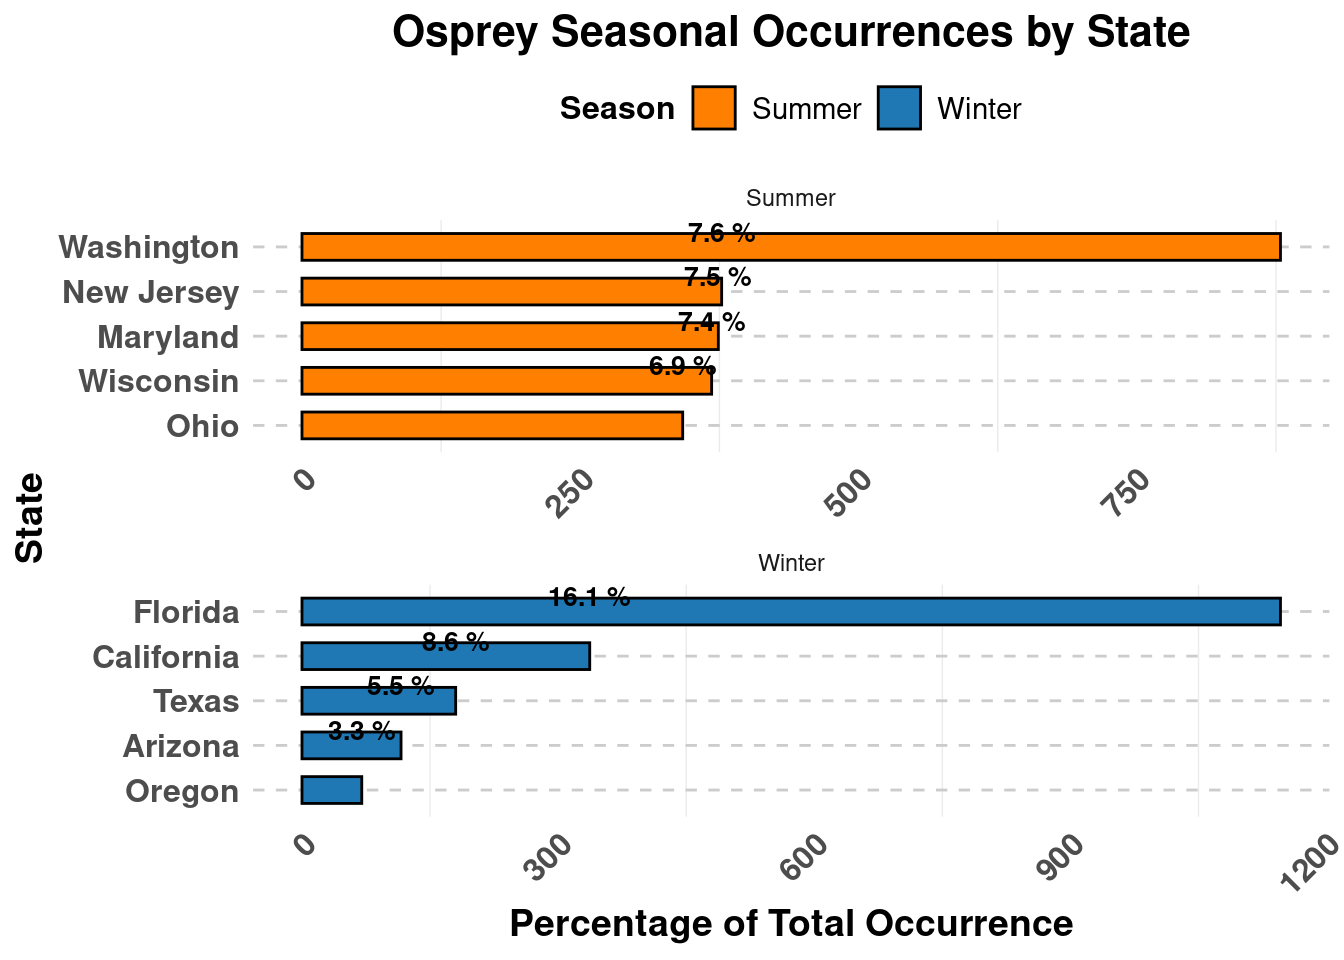 Osprey Seasonal Occurrences by State
Season Summer Winter
Summer
Washington 7.6 %
New Jersey 7.5 %
Maryland 7.4 %
Wisconsin 6.9 %
Ohio
0 250 500 750
State
Winter
Florida 16.1 %
California 8.6 %
Texas 5.5 %
Arizona 3.3 %
Oregon
0 300 600 900 1200
Percentage of Total Occurrence